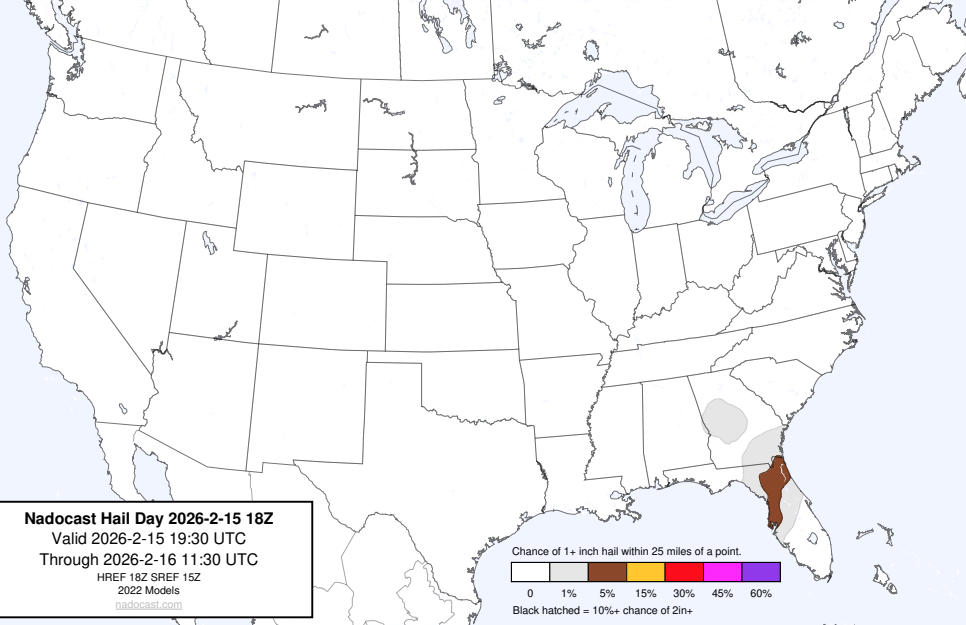 Nadocast Hail Day 2026-2-15 18Z
Valid 2026-2-15 19:30 UTC
Through 2026-2-16 11:30 UTC
HREF 18Z SREF 15Z
2022 Models
nadocast.com
Chance of 1+ inch hail within 25 miles of a point.
0 1% 5% 15% 30% 45% 60%
Black hatched = 10%+ chance of 2in+